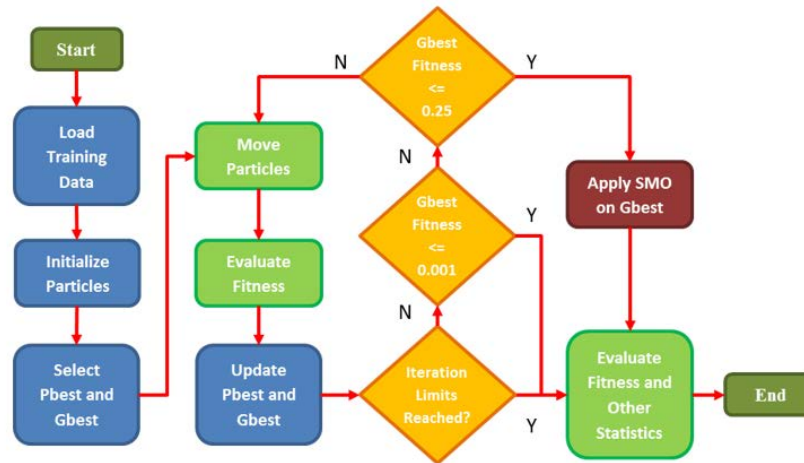 Start
Load
Training
Data
Initialize
Particles
Select
Pbest and
Gbest
Move
Particles
Evaluate
Fitness
Update
Pbest and
Gbest
Iteration
Limits
Reached?
N
Y
Gbest
Fitness
<=
0.001
N
Y
Gbest
Fitness
<=
0.25
N
Y
Apply SMO
on Gbest
Evaluate
Fitness and
Other
Statistics
End